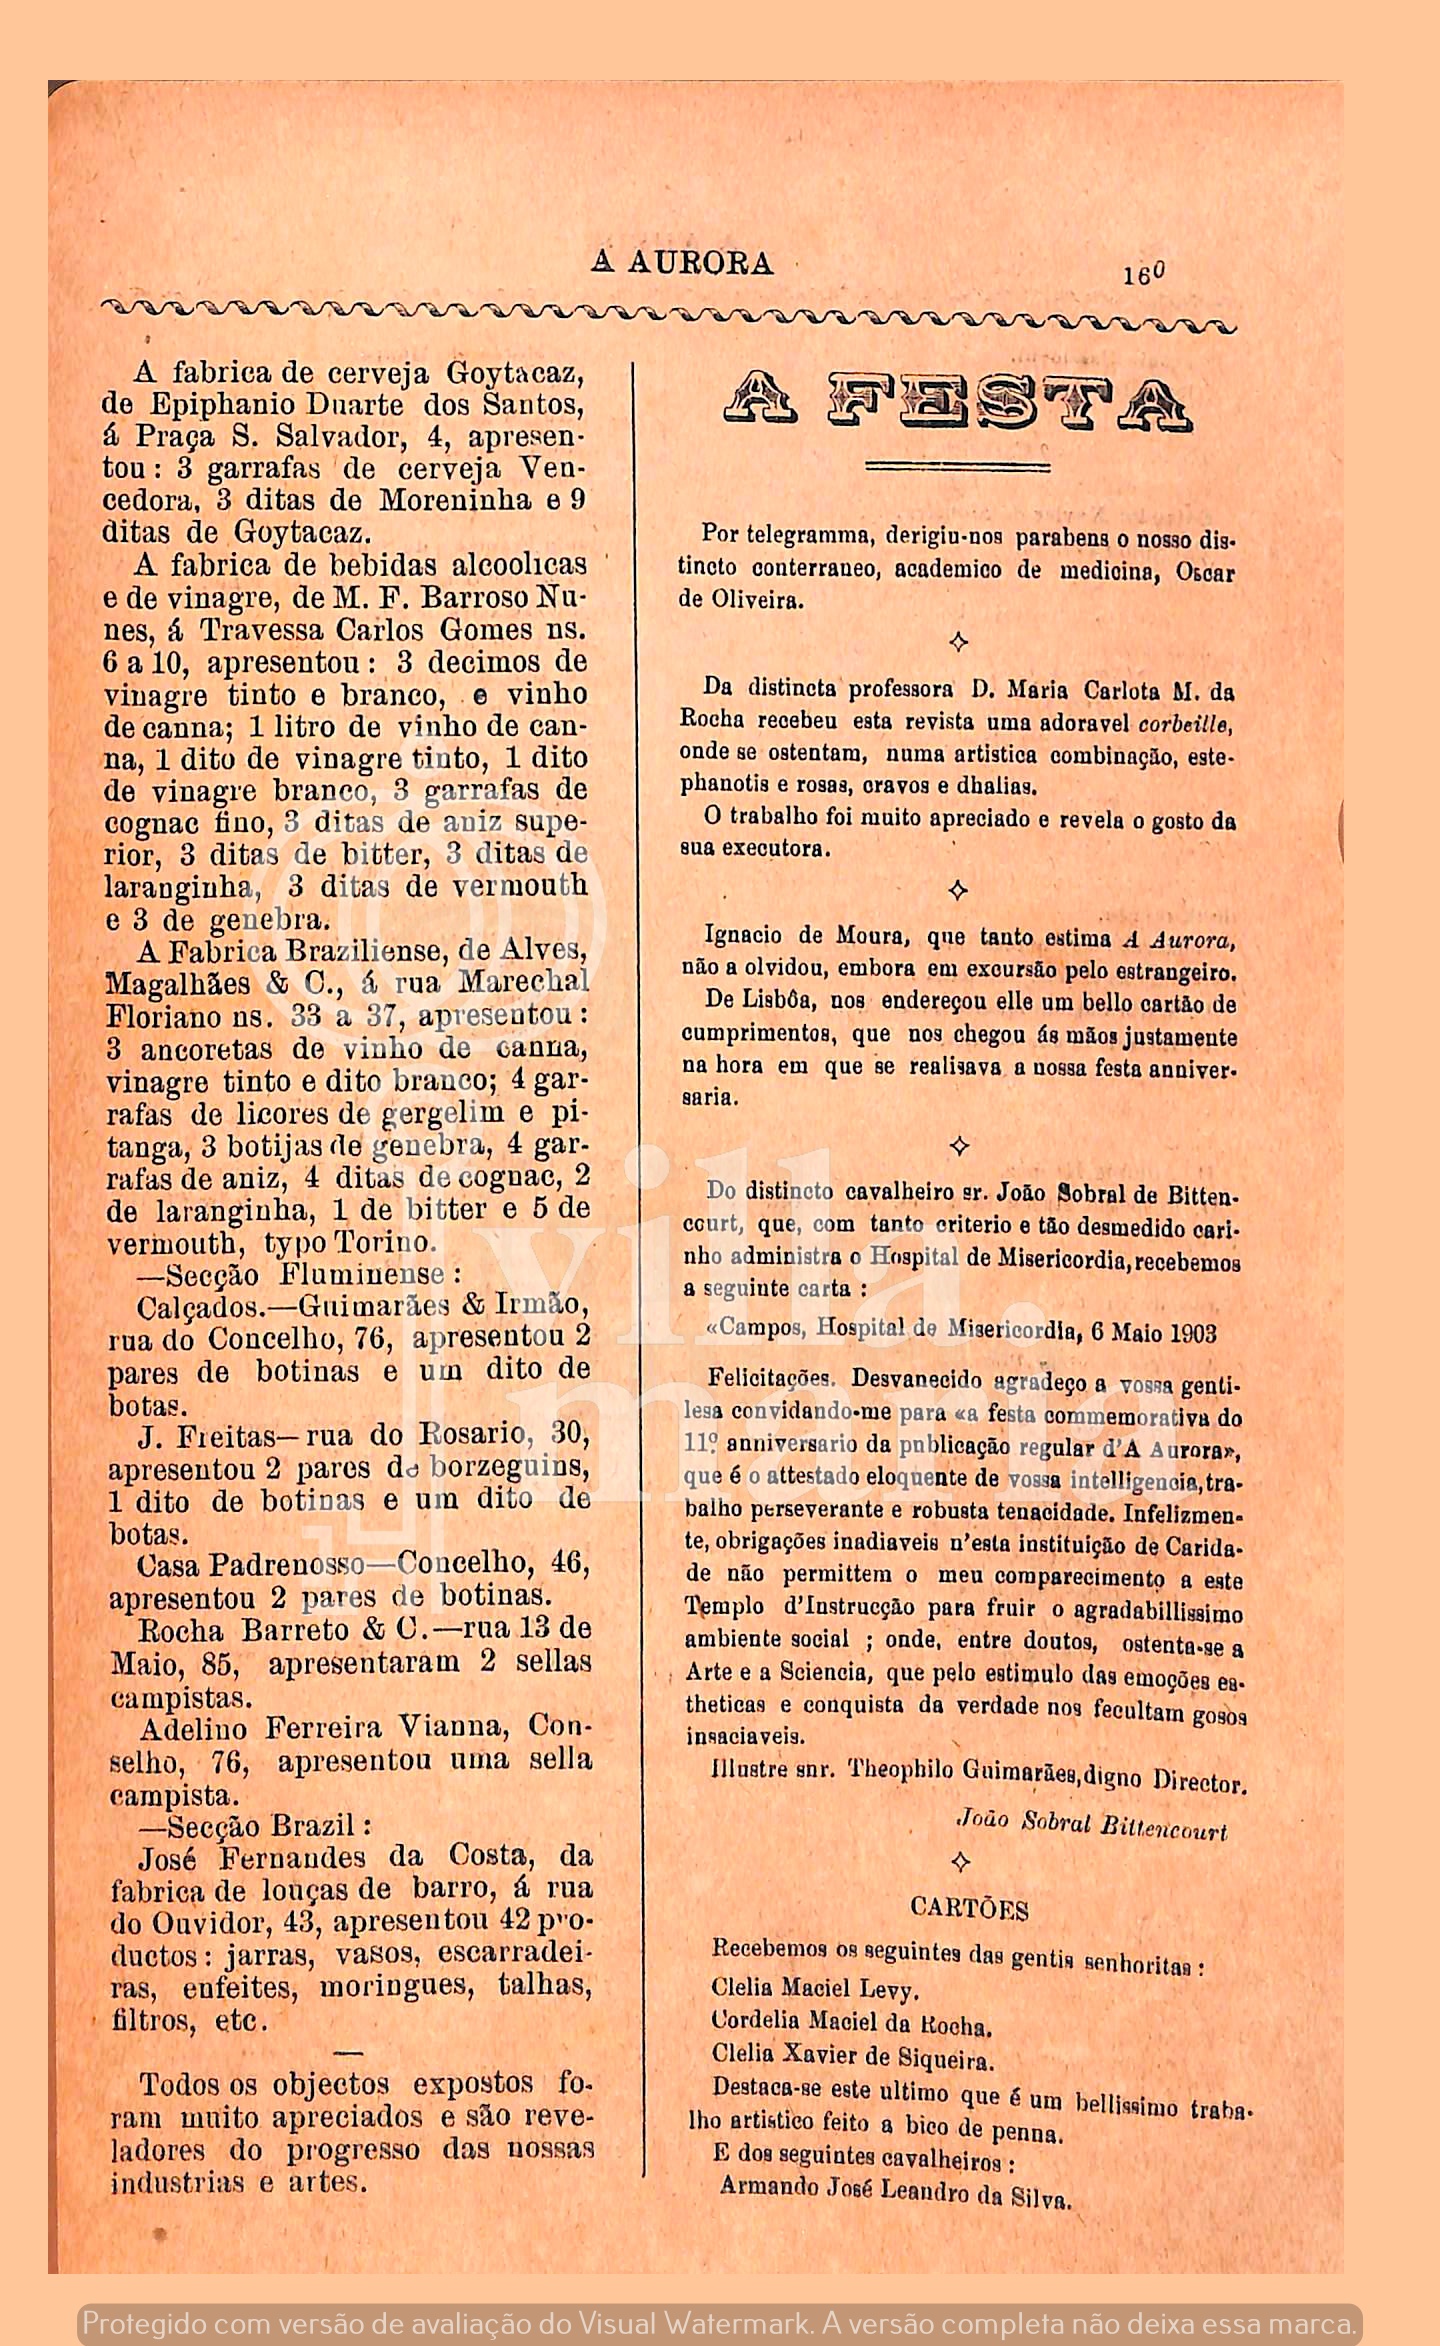 A AURORA
160
A fabrica de cerveja Goytacaz,
de Epiphanio Duarte dos Santos,
á Praça S. Salvador, 4, apresen-
tou : 3 garrafas de cerveja Ven-
cedora, 3 ditas de Moreninha e 9
ditas de Goytacaz.
A fabrica de bebidas alcoolicas
e de vinagre, de M. F. Barroso Nu-
nes, á Travessa Carlos Gomes ns.
6 a 10, apresentou : 3 decimos de
vinagre tinto e branco, e vinho
de canna; 1 litro de vinho de can-
na, 1 dito de vinagre tinto, 1 dito
de vinagre branco, 3 garrafas de
cognac fino, 3 ditas de aniz supe-
rior, 3 ditas de bitter, 3 ditas de
laranginha, 3 ditas de vermouth
e 3 de genebra.
A Fabrica Braziliense, de Alves,
Magalhães & C., á rua Marechal
Floriano ns. 33 a 37, apresentou :
3 ancoretas de vinho de canna,
vinagre tinto e dito branco; 4 gar-
rafas de licores de gergelim e pi-
tanga, 3 botijas de genebra, 4 gar-
rafas de aniz, 4 ditas de cognac, 2
de laranginha, 1 de bitter e 5 de
vermouth, typo Torino.
—Secção Fluminense :
Calçados.—Guimarães & Irmão,
rua do Concelho, 76, apresentou 2
pares de botinas e um dito de
botas.
J. Freitas—rua do Rosario, 30,
apresentou 2 pares de borzeguins,
1 dito de botinas e um dito de
botas.
Casa Padrenosso—Concelho, 46,
apresentou 2 pares de botinas.
Rocha Barreto & C.—rua 13 de
Maio, 85, apresentaram 2 sellas
campistas.
Adelino Ferreira Vianna, Con-
selho, 76, apresentou uma sella
campista.
—Secção Brazil :
José Fernandes da Costa, da
fabrica de louças de barro, á rua
do Ouvidor, 43, apresentou 42 pro-
ductos : jarras, vasos, escarradei-
ras, enfeites, moringues, talhas,
filtros, etc.
Todos os objectos expostos fo-
ram muito apreciados e são reve-
ladores do progresso das nossas
industrias e artes.
A FESTA
Por telegramma, derigiu-nos parabens o nosso dis-
tincto conterraneo, academico de medicina, Oscar
de Oliveira.
Da distincta professora D. Maria Carlota M. da
Rocha recebeu esta revista uma adoravel corbeille,
onde se ostentam, numa artistica combinação, este-
phanotis e rosas, cravos e dhalias.
O trabalho foi muito apreciado e revela o gosto da
sua executora.
Ignacio de Moura, que tanto estima A Aurora,
não a olvidou, embora em excursão pelo estrangeiro.
De Lisbôa, nos endereçou elle um bello cartão de
cumprimentos, que nos chegou ás mãos justamente
na hora em que se realisava a nossa festa anniver-
saria.
Do distincto cavalheiro sr. João Sobral de Bitten-
court, que, com tanto criterio e tão desmedido cari-
nho administra o Hospital de Misericordia, recebemos
a seguinte carta :
«Campos, Hospital de Misericordia, 6 Maio 1903
Felicitações. Desvanecido agradeço a vossa genti-
lesa convidando-me para «a festa commemorativa do
11º anniversario da publicação regular d'A Aurora»,
que é o attestado eloquente de vossa intelligencia, tra-
balho perseverante e robusta tenacidade. Infelizmen-
te, obrigações inadiaveis n'esta instituição de Carida-
de não permittem o meu comparecimento a este
Templo d'Instrucção para fruir o agradabillissimo
ambiente social ; onde, entre doutos, ostenta-se a
Arte e a Sciencia, que pelo estimulo das emoções es-
theticas e conquista da verdade nos fecultam gosos
insaciaveis.
Illustre snr. Theophilo Guimarães, digno Director.
João Sobral Bittencourt
CARTÕES
Recebemos os seguintes das gentis senhoritas :
Clelia Maciel Levy.
Cordelia Maciel da Rocha.
Clelia Xavier de Siqueira.
Destaca-se este ultimo que é um bellissimo traba-
lho artistico feito a bico de penna.
E dos seguintes cavalheiros :
Armando José Leandro da Silva.
villa.
maria
Protegido com versão de avaliação do Visual Watermark. A versão completa não deixa essa marca.